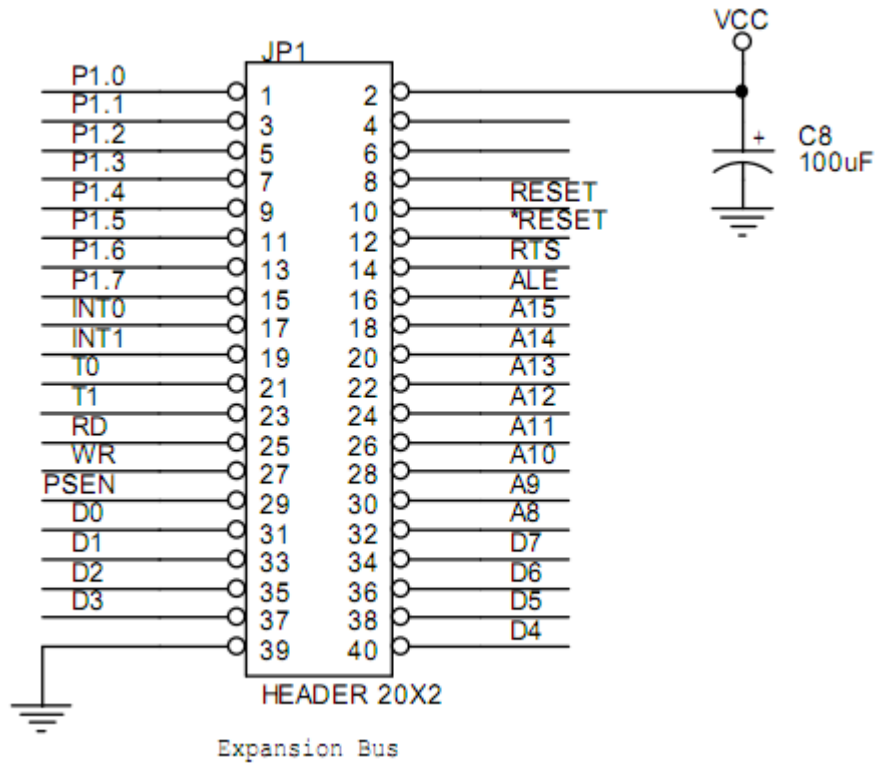 VCC
JP1
P1.0 1 2
P1.1 3 4
P1.2 5 6
P1.3 7 8
P1.4 9 10 RESET
P1.5 11 12 *RESET
P1.6 13 14 RTS
P1.7 15 16 ALE
INT0 17 18 A15
INT1 19 20 A14
T0 21 22 A13
T1 23 24 A12
RD 25 26 A11
WR 27 28 A10
PSEN 29 30 A9
D0 31 32 A8
D1 33 34 D7
D2 35 36 D6
D3 37 38 D5
39 40 D4
+
C8
100uF
HEADER 20X2
Expansion Bus